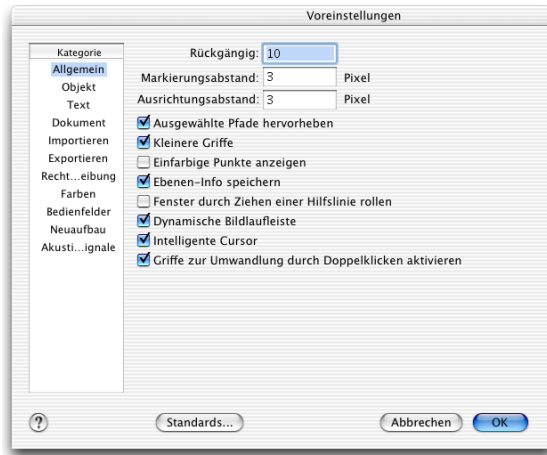 Voreinstellungen
Kategorie
Allgemein
Objekt
Text
Dokument
Importieren
Exportieren
Recht...eibung
Farben
Bedienfelder
Neuaufbau
Akusti...ignale
Rückgängig: 10
Markierungsabstand: 3 Pixel
Ausrichtungsabstand: 3 Pixel
Ausgewählte Pfade hervorheben
Kleinere Griffe
Einfarbige Punkte anzeigen
Ebenen-Info speichern
Fenster durch Ziehen einer Hilfslinie rollen
Dynamische Bildlaufleiste
Intelligente Cursor
Griffe zur Umwandlung durch Doppelklicken aktivieren
? Standards... Abbrechen OK